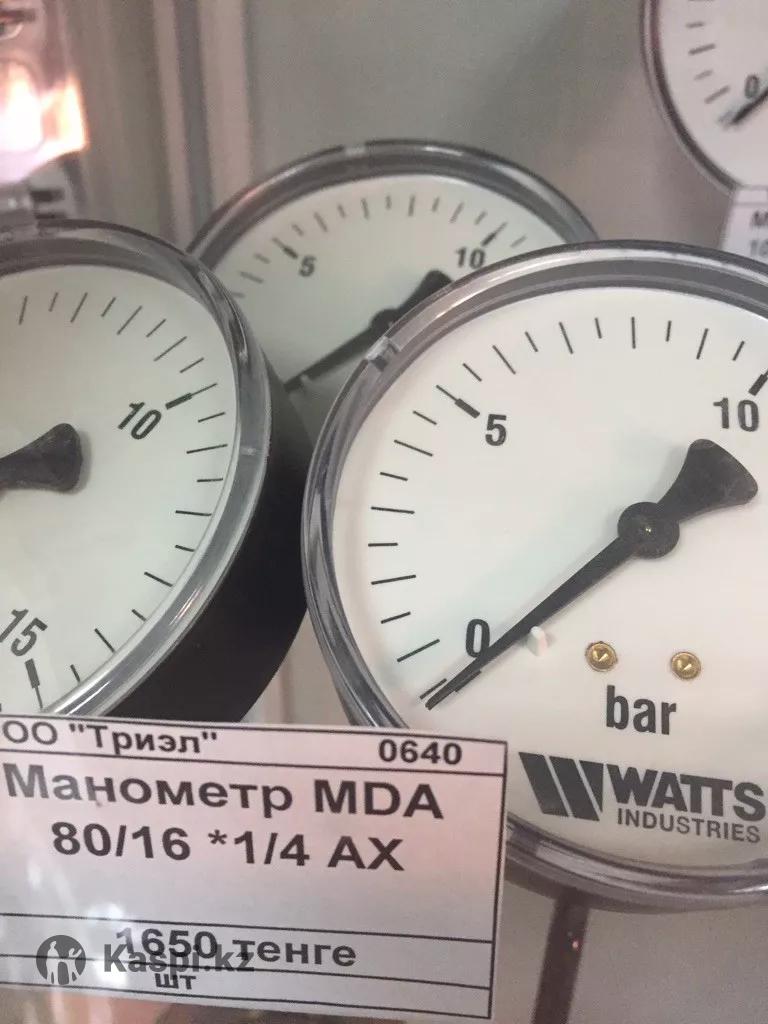 0
M
10
5
10
10
15
5
10
0
bar
WATTS
INDUSTRIES
ОО "Триэл"
0640
Манометр MDA
80/16 *1/4 AX
1650 тенге
Kaspi.kz
шт